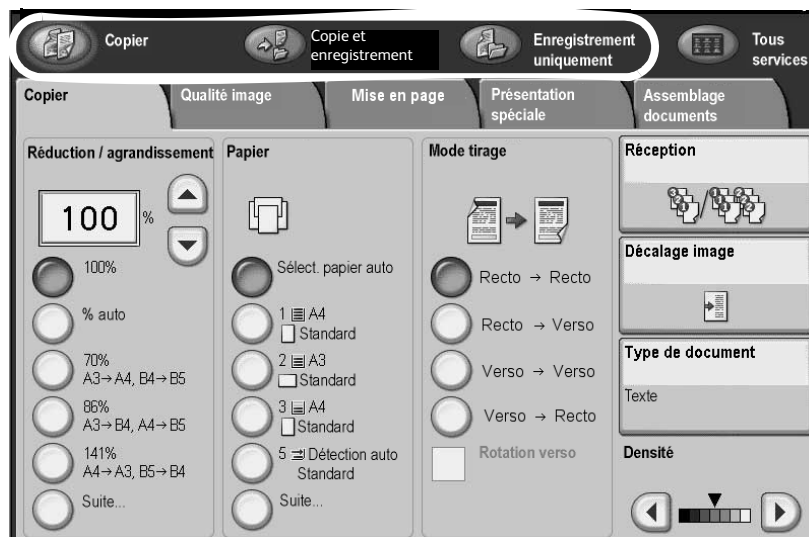 Copier
Copie et
enregistrement
Enregistrement
uniquement
Tous
services
Copier
Qualité image
Mise en page
Présentation
spéciale
Assemblage
documents
Réduction / agrandissement
100 %
100%
% auto
70%
A3→A4, B4→B5
86%
A3→B4, A4→B5
141%
A4→A3, B5→B4
Suite...
Papier
Sélect. papier auto
1 A4
Standard
2 A3
Standard
3 A4
Standard
5 Détection auto
Standard
Suite...
Mode tirage
Recto → Recto
Recto → Verso
Verso → Verso
Verso → Recto
Rotation verso
Réception
Décalage image
Type de document
Texte
Densité